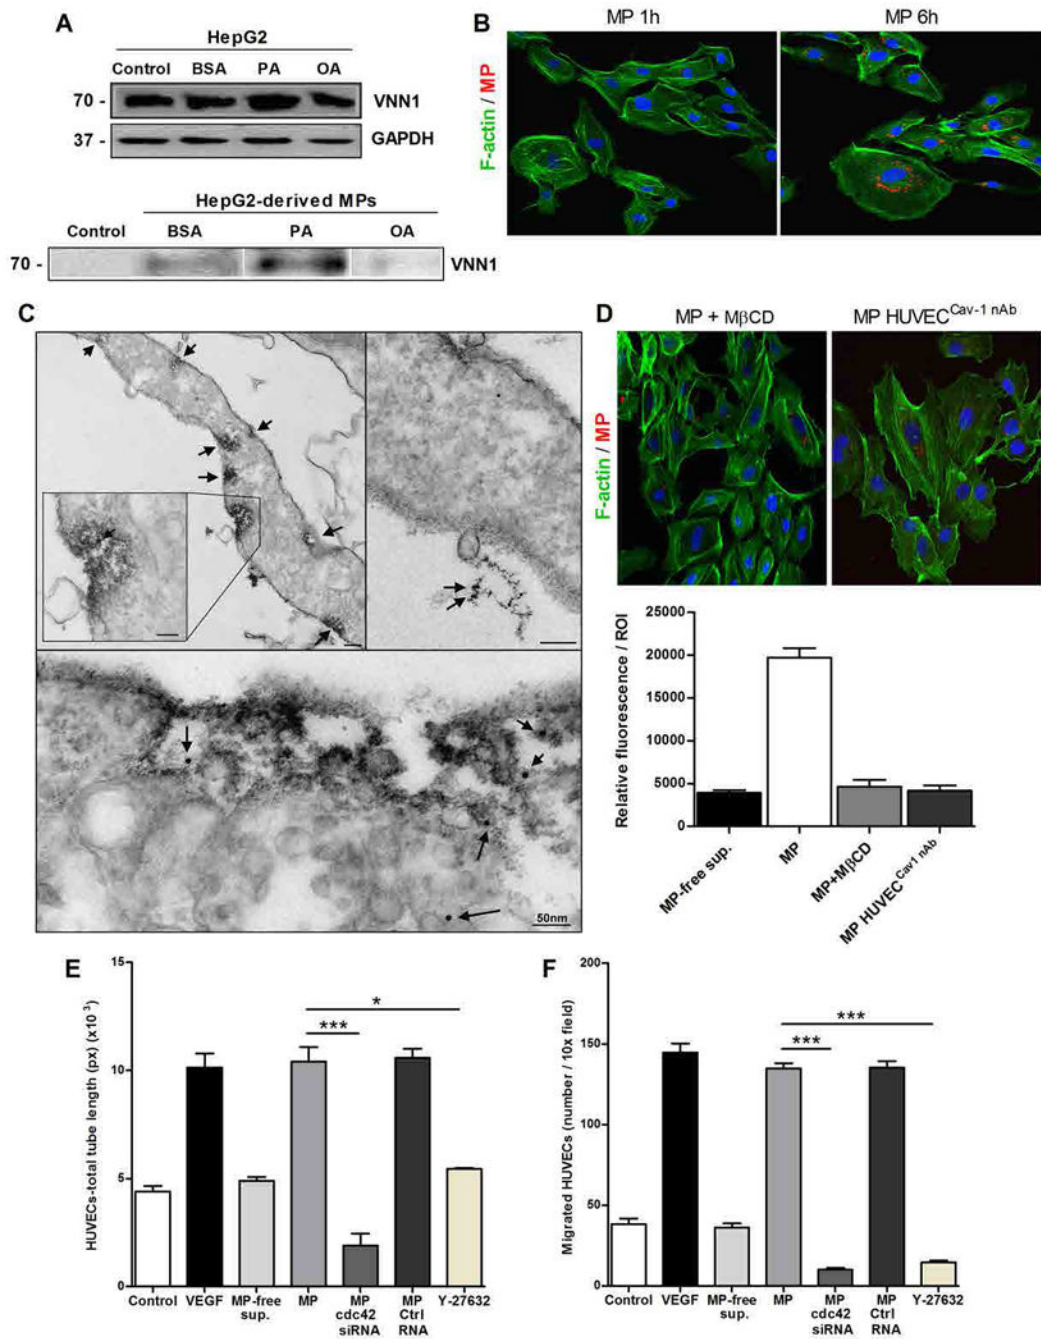 A
HepG2
Control BSA PA OA
70 - VNN1
37 - GAPDH
HepG2-derived MPs
Control BSA PA OA
70 - VNN1
B
MP 1h MP 6h
F-actin / MP
C
50nm
D
MP + MβCD MP HUVEC Cav-1 nAb
F-actin / MP
Relative fluorescence / ROI
25000
20000
15000
10000
5000
0
MP-free sup.
MP
MP+MβCD
MP HUVEC Cav1 nAb
E
HUVECs-total tube length (px) (x10 3)
15
10
5
0
*
***
Control VEGF MP-free sup. MP MP cdc42 siRNA MP Ctrl RNA Y-27632
F
Migrated HUVECs (number / 10x field)
200
150
100
50
0
***
***
Control VEGF MP-free sup. MP MP cdc42 siRNA MP Ctrl RNA Y-27632